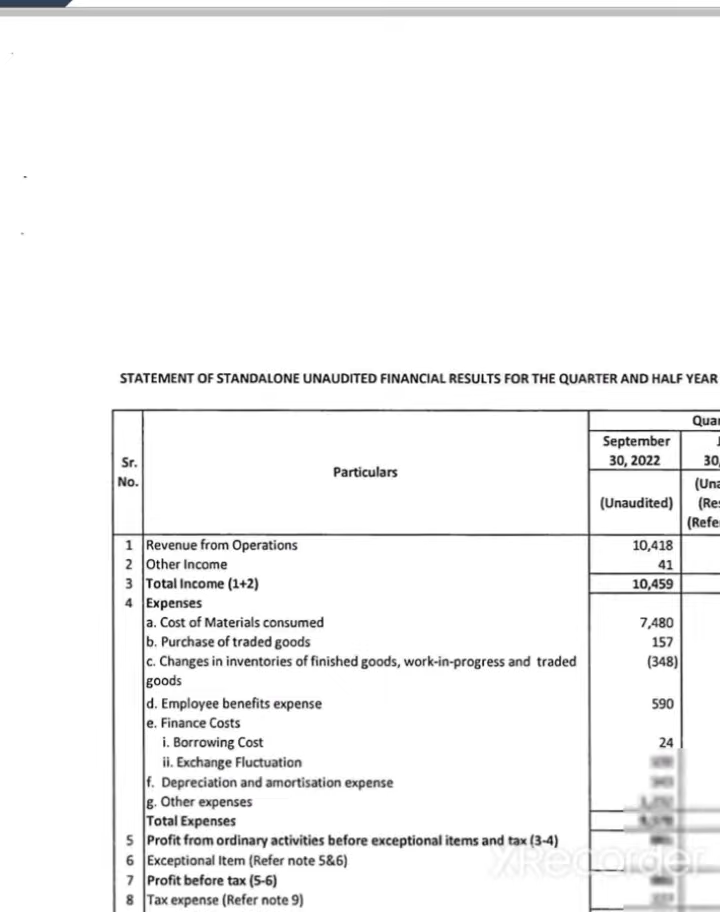 STATEMENT OF STANDALONE UNAUDITED FINANCIAL RESULTS FOR THE QUARTER AND HALF YEAR
Sr. No.
Particulars
September 30, 2022
30,
(Unaudited)
1 Revenue from Operations 10,418
2 Other Income 41
3 Total Income (1+2) 10,459
4 Expenses
a. Cost of Materials consumed 7,480
b. Purchase of traded goods 157
c. Changes in inventories of finished goods, work-in-progress and traded (348)
goods
d. Employee benefits expense 590
e. Finance Costs
i. Borrowing Cost 24
ii. Exchange Fluctuation
f. Depreciation and amortisation expense
g. Other expenses
Total Expenses
5 Profit from ordinary activities before exceptional items and tax (3-4)
6 Exceptional Item (Refer note 5&6)
7 Profit before tax (5-6)
8 Tax expense (Refer note 9)
XRecorder